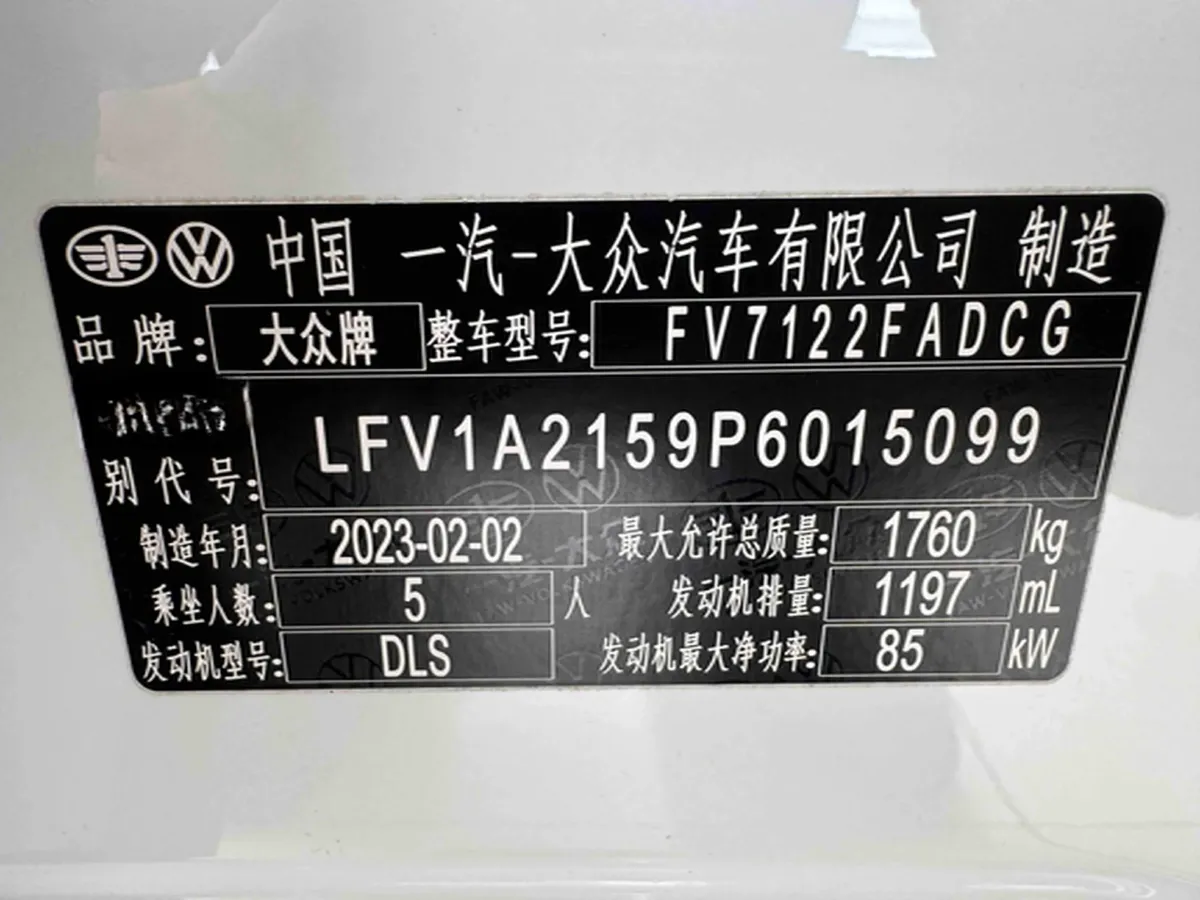 中国 一汽-大众汽车有限公司 制造
品牌: 大众牌 整车型号: FV7122FADCG
别代号: LFV1A2159P6015099
制造年月: 2023-02-02 最大允许总质量: 1760 kg
乘坐人数: 5 人 发动机排量: 1197 mL
发动机型号: DLS 发动机最大净功率: 85 kW